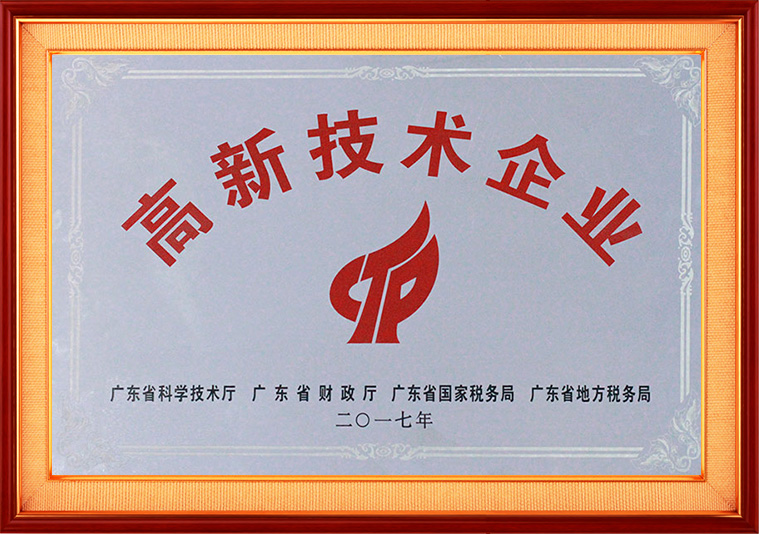 高新技术企业
广东省科学技术厅 广东省财政厅 广东省国家税务局 广东省地方税务局
二〇一七年